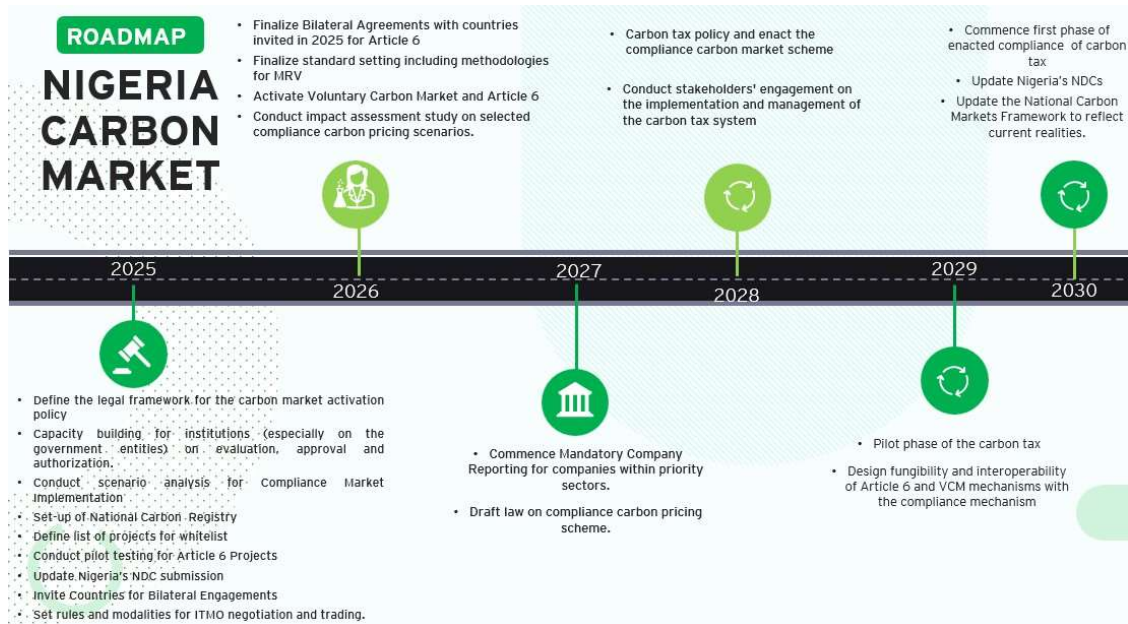 ROADMAP
NIGERIA
CARBON
MARKET
• Finalize Bilateral Agreements with countries
invited in 2025 for Article 6
• Finalize standard setting including methodologies
for MRV
• Activate Voluntary Carbon Market and Article 6
• Conduct impact assessment study on selected
compliance carbon pricing scenarios.
• Carbon tax policy and enact the
compliance carbon market scheme
• Conduct stakeholders' engagement on
the implementation and management of
the carbon tax system
• Commence first phase of
enacted compliance of carbon
tax
• Update Nigeria's NDCs
• Update the National Carbon
Markets Framework to reflect
current realities.
2025
2026
2027
2028
2029
2030
• Define the legal framework for the carbon market activation
policy
• Capacity building for institutions (especially on the
government entities) on evaluation, approval and
authorization.
• Conduct scenario analysis for Compliance Market
Implementation
• Set-up of National Carbon Registry
• Define list of projects for whitelist
• Conduct pilot testing for Article 6 Projects
• Update Nigeria's NDC submission
• Invite Countries for Bilateral Engagements
• Set rules and modalities for ITMO negotiation and trading.
• Commence Mandatory Company
Reporting for companies within priority
sectors.
• Draft law on compliance carbon pricing
scheme.
• Pilot phase of the carbon tax
• Design fungibility and interoperability
of Article 6 and VCM mechanisms with
the compliance mechanism